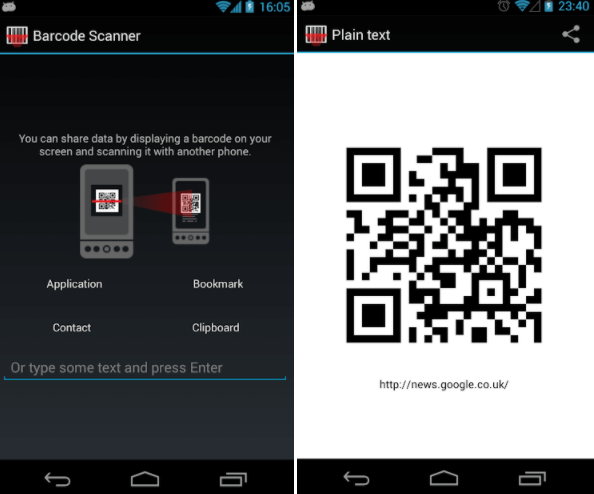 16:05
Barcode Scanner
You can share data by displaying a barcode on your
screen and scanning it with another phone.
Application
Bookmark
Contact
Clipboard
Or type some text and press Enter
23:40
Plain text
http://news.google.co.uk/